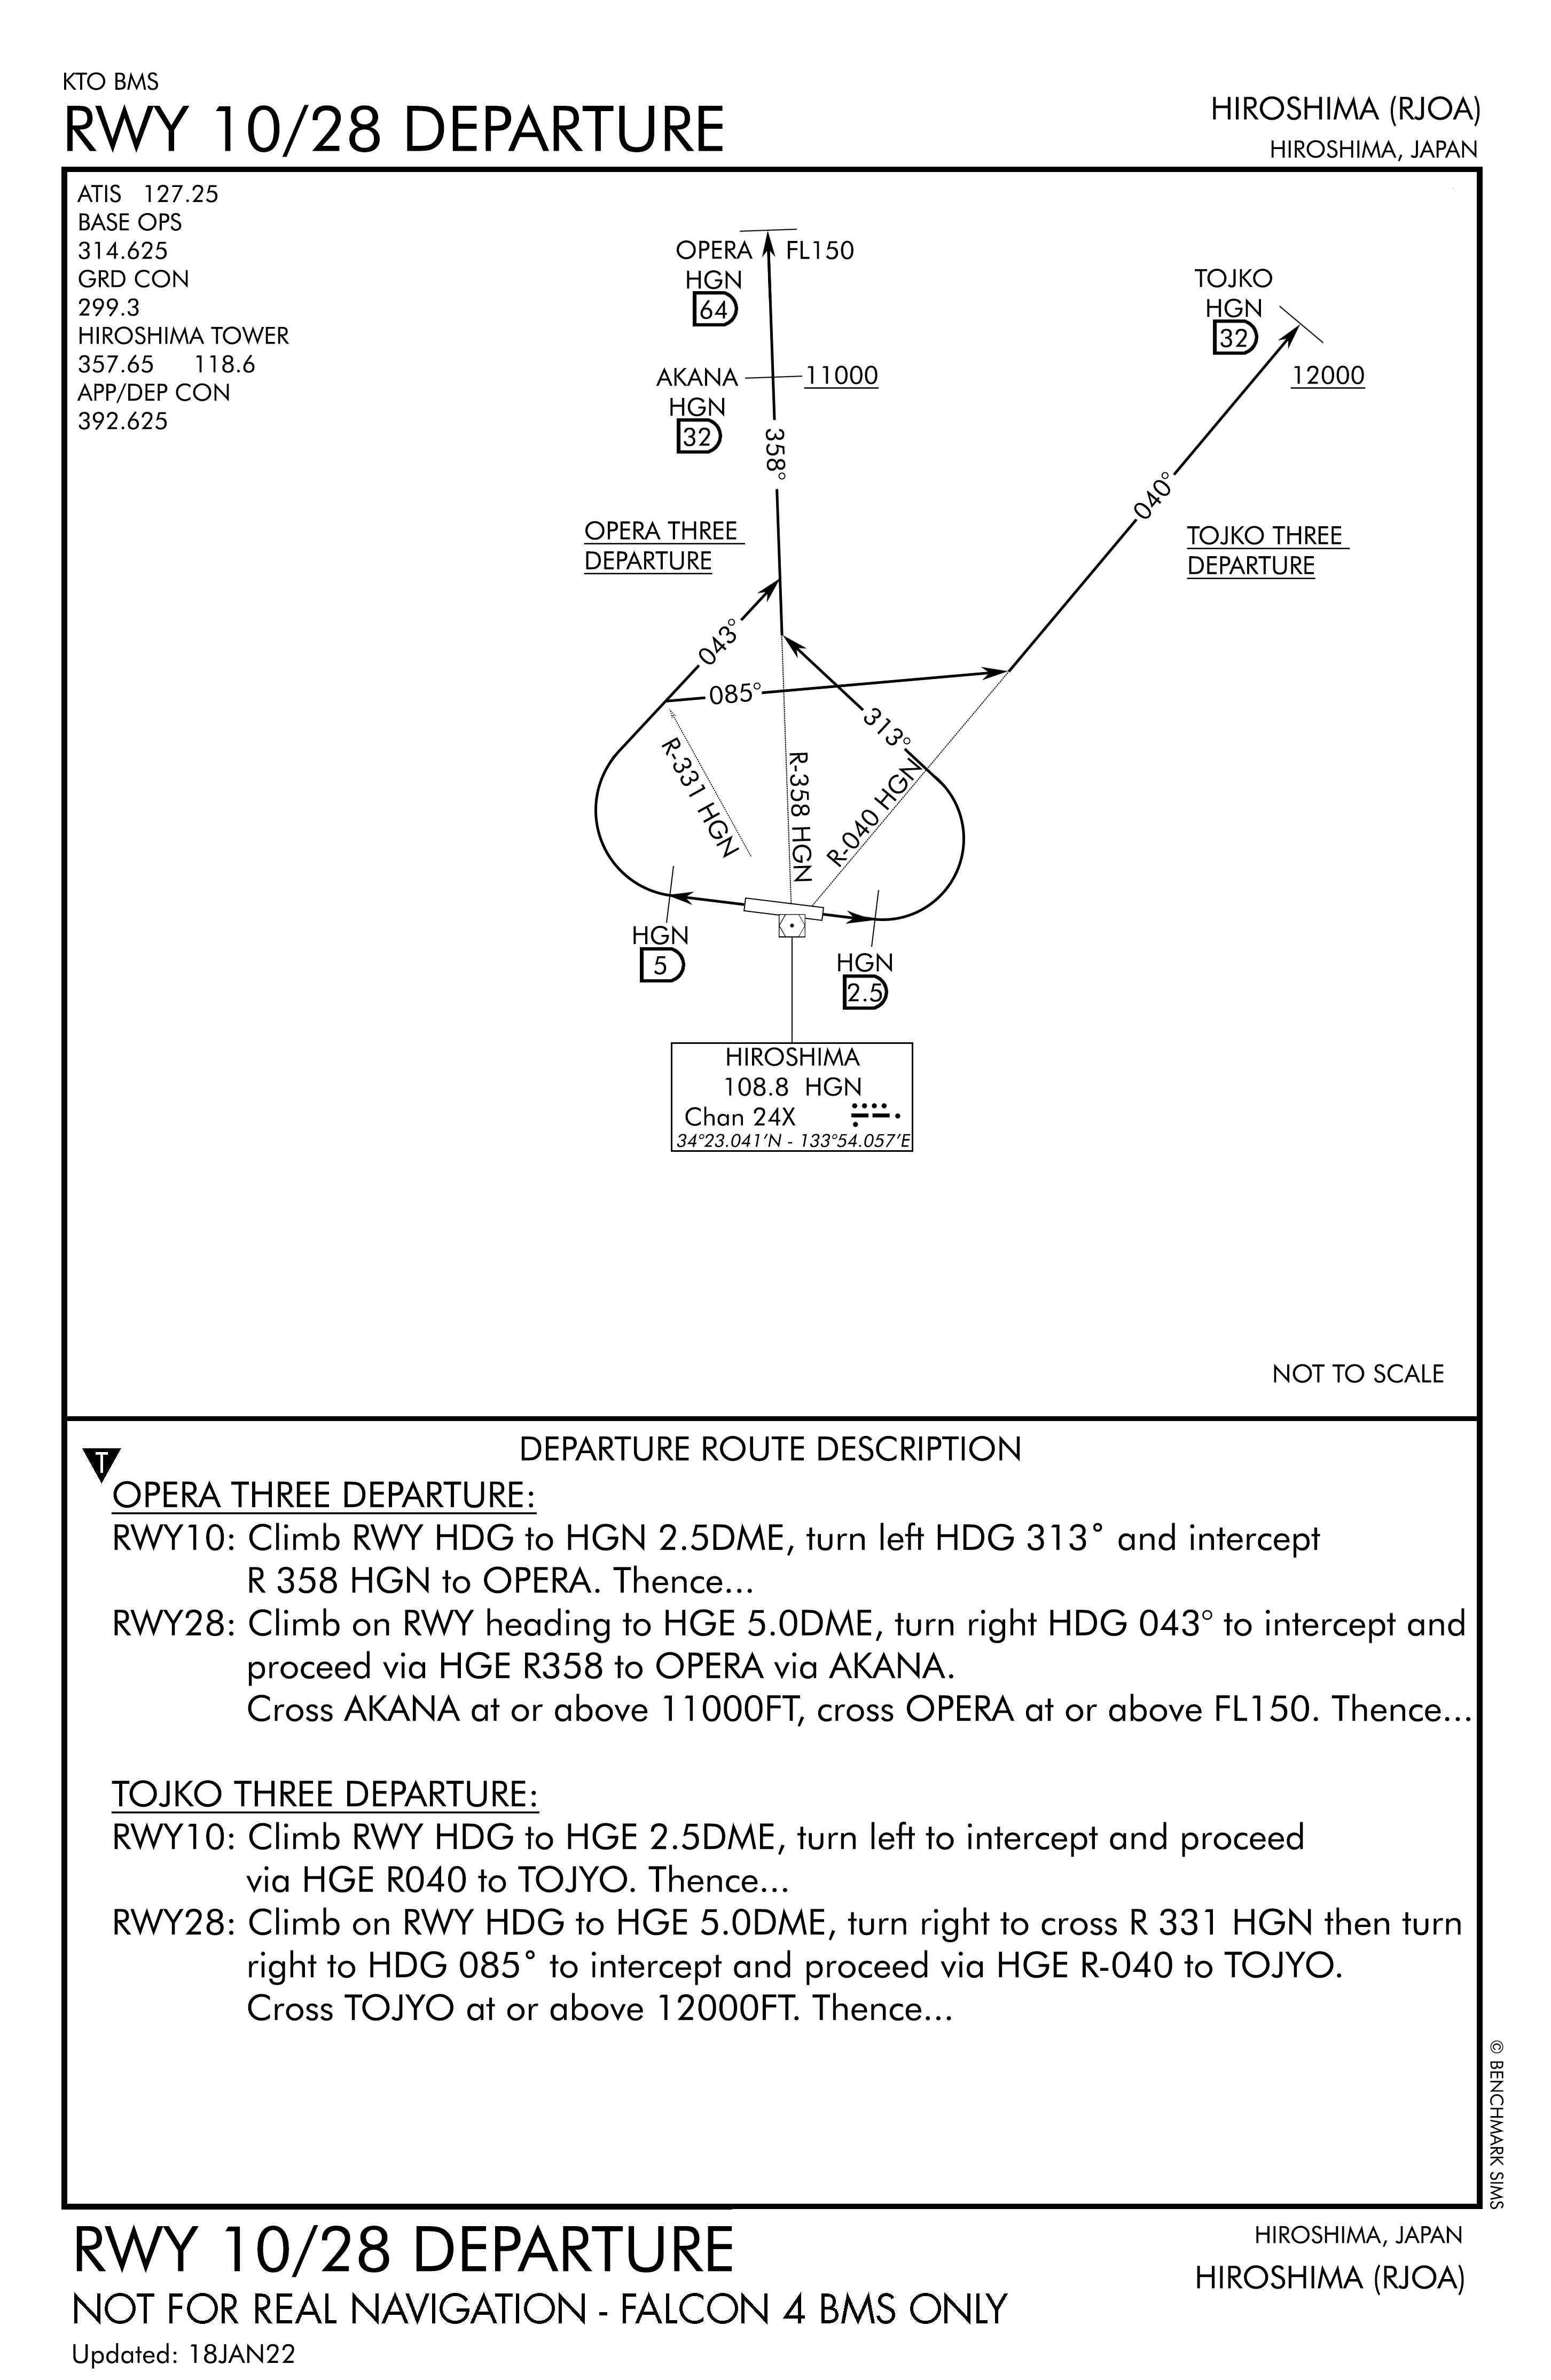 KTO BMS
RWY 10/28 DEPARTURE
HIROSHIMA (RJOA)
HIROSHIMA, JAPAN
ATIS 127.25
BASE OPS
314.625
GRD CON
299.3
HIROSHIMA TOWER
357.65 118.6
APP/DEP CON
392.625
OPERA FL150
HGN
64
TOJKO
HGN
32
12000
AKANA 11000
HGN
32
358°
040°
OPERA THREE
DEPARTURE
TOJKO THREE
DEPARTURE
043°
085°
313°
R-331 HGN
R-358 HGN
R-040 HGN
HGN
5
HGN
2.5
HIROSHIMA
108.8 HGN
Chan 24X
34°23.041'N - 133°54.057'E
NOT TO SCALE
T
DEPARTURE ROUTE DESCRIPTION
OPERA THREE DEPARTURE:
RWY10: Climb RWY HDG to HGN 2.5DME, turn left HDG 313° and intercept
R 358 HGN to OPERA. Thence...
RWY28: Climb on RWY heading to HGE 5.0DME, turn right HDG 043° to intercept and
proceed via HGE R358 to OPERA via AKANA.
Cross AKANA at or above 11000FT, cross OPERA at or above FL150. Thence...
TOJKO THREE DEPARTURE:
RWY10: Climb RWY HDG to HGE 2.5DME, turn left to intercept and proceed
via HGE R040 to TOJYO. Thence...
RWY28: Climb on RWY HDG to HGE 5.0DME, turn right to cross R 331 HGN then turn
right to HDG 085° to intercept and proceed via HGE R-040 to TOJYO.
Cross TOJYO at or above 12000FT. Thence...
© BENCHMARK SIMS
RWY 10/28 DEPARTURE
HIROSHIMA, JAPAN
HIROSHIMA (RJOA)
NOT FOR REAL NAVIGATION - FALCON 4 BMS ONLY
Updated: 18JAN22